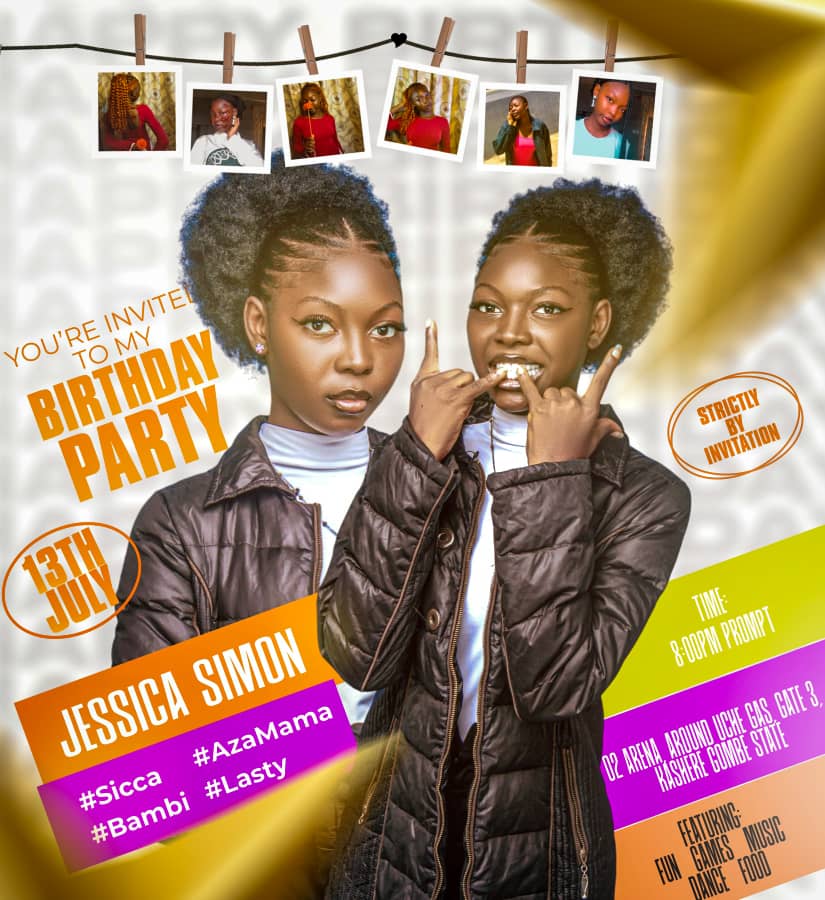 YOU'RE INVITED
TO MY
BIRTHDAY
PARTY
STRICTLY
BY
INVITATION
13TH
JULY
JESSICA SIMON
#Sicca #AzaMama
#Bambi #Lasty
TIME:
8:00PM PROMPT
02 ARENA AROUND UCHE GAS, GATE 3,
KASHERE GOMBE STATE
FEATURING:
FUN GAMES MUSIC
DANCE FOOD